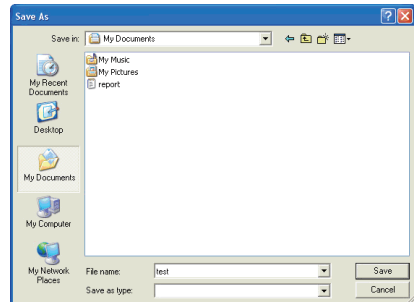 Save As
Save in: My Documents
My Recent
Documents
Desktop
My Documents
My Computer
My Network
Places
My Music
My Pictures
report
File name: test Save
Save as type: Cancel